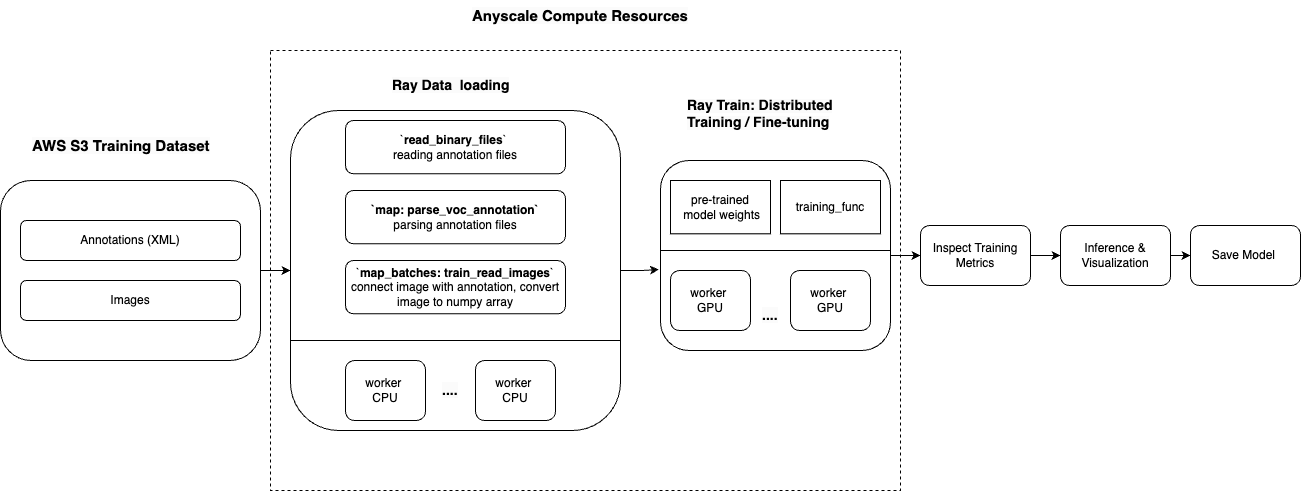 Anyscale Compute Resources
AWS S3 Training Dataset
Annotations (XML)
Images
Ray Data  loading
`read_binary_files`
reading annotation files
`map: parse_voc_annotation`
parsing annotation files
`map_batches: train_read_images`
connect image with annotation, convert
image to numpy array
worker
CPU
....
worker
CPU
Ray Train: Distributed
Training / Fine-tuning
pre-trained
model weights
training_func
worker
GPU
....
worker
GPU
Inspect Training
Metrics
Inference &
Visualization
Save Model